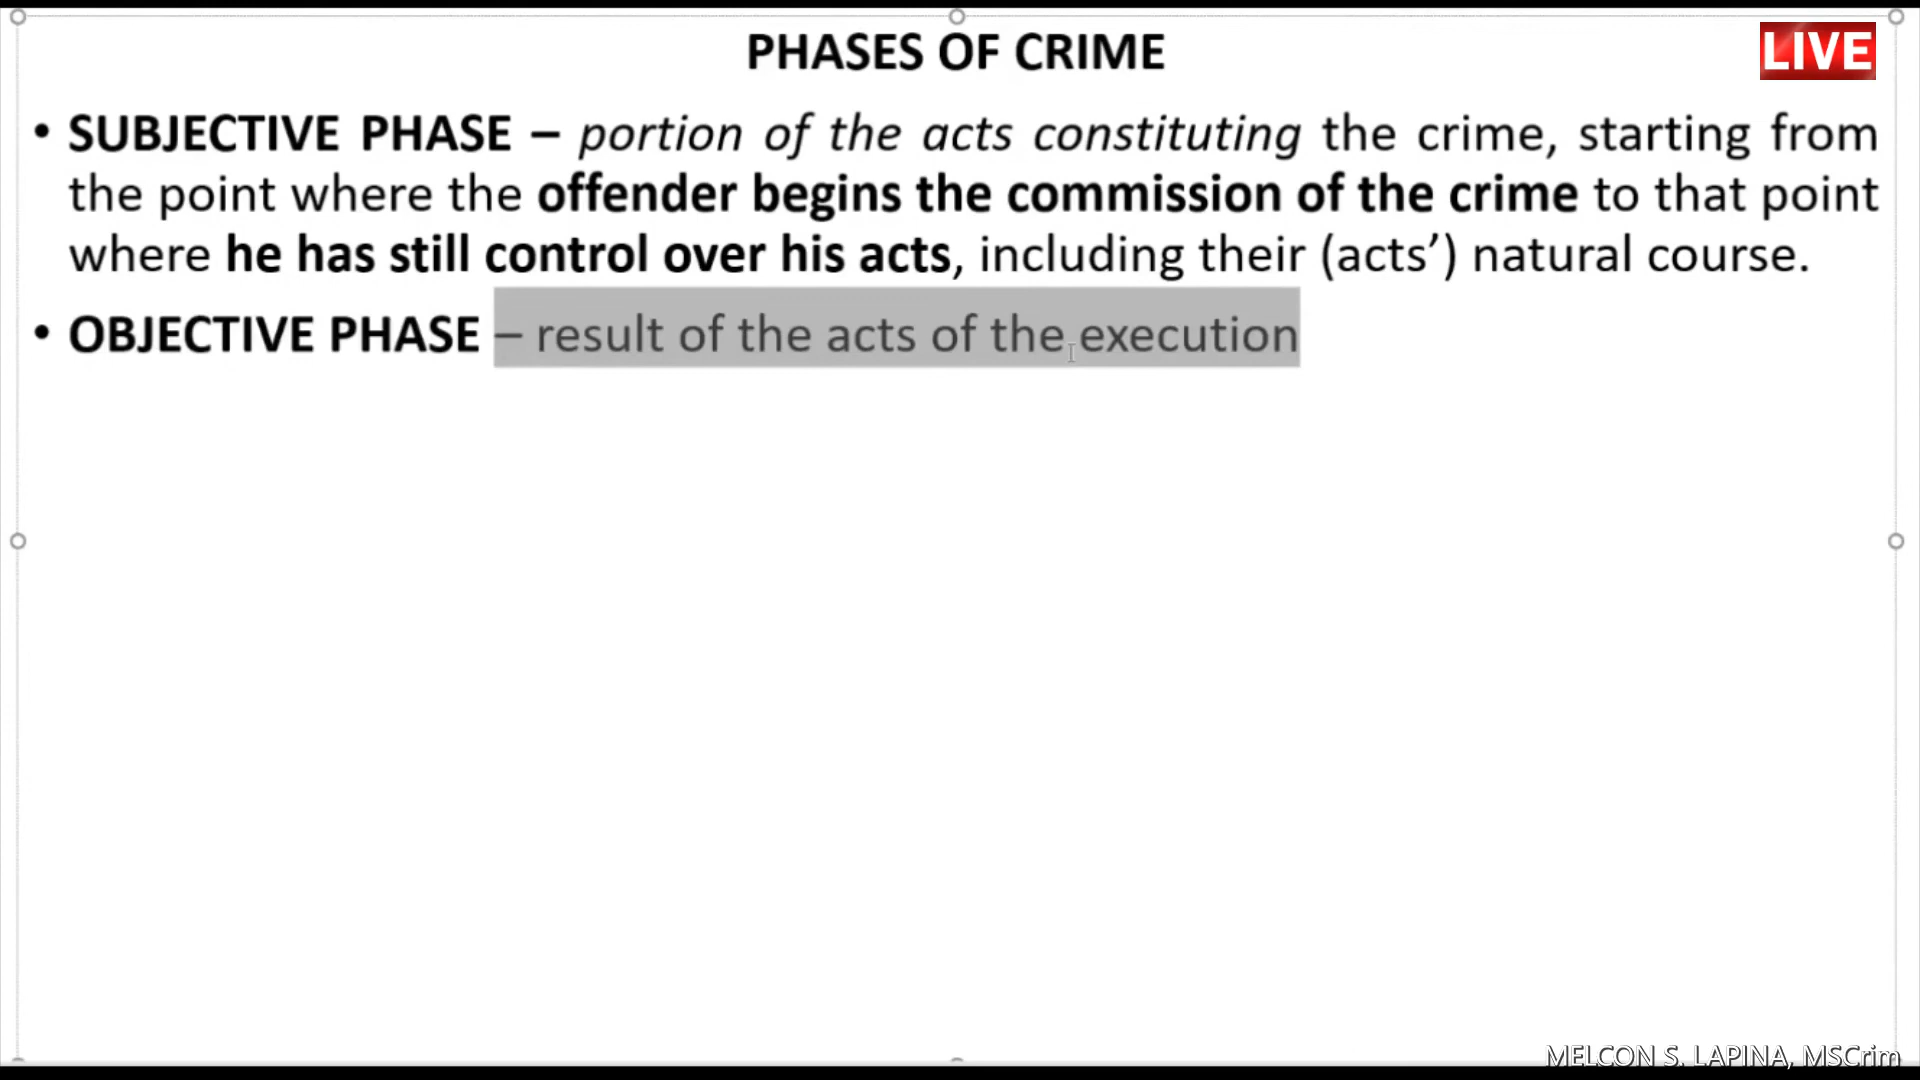 PHASES OF CRIME
LIVE
• SUBJECTIVE PHASE – portion of the acts constituting the crime, starting from
the point where the offender begins the commission of the crime to that point
where he has still control over his acts, including their (acts’) natural course.
• OBJECTIVE PHASE – result of the acts of the execution
MELCON S. LAPINA, MSCrim